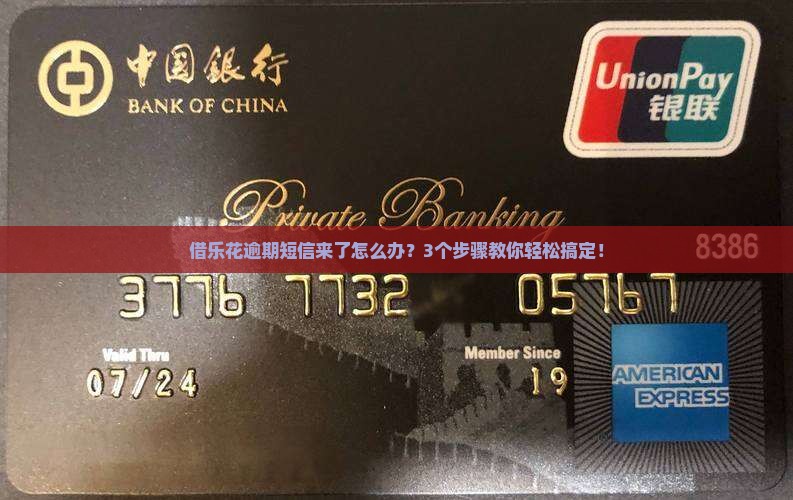 中国银行
BANK OF CHINA
UnionPay
银联
Private Banking
借乐花逾期短信来了怎么办？3个步骤教你轻松搞定！
8386
3776 7732 05767
Valid Thru
Member Since
07/24
19
AMERICAN
EXPRESS